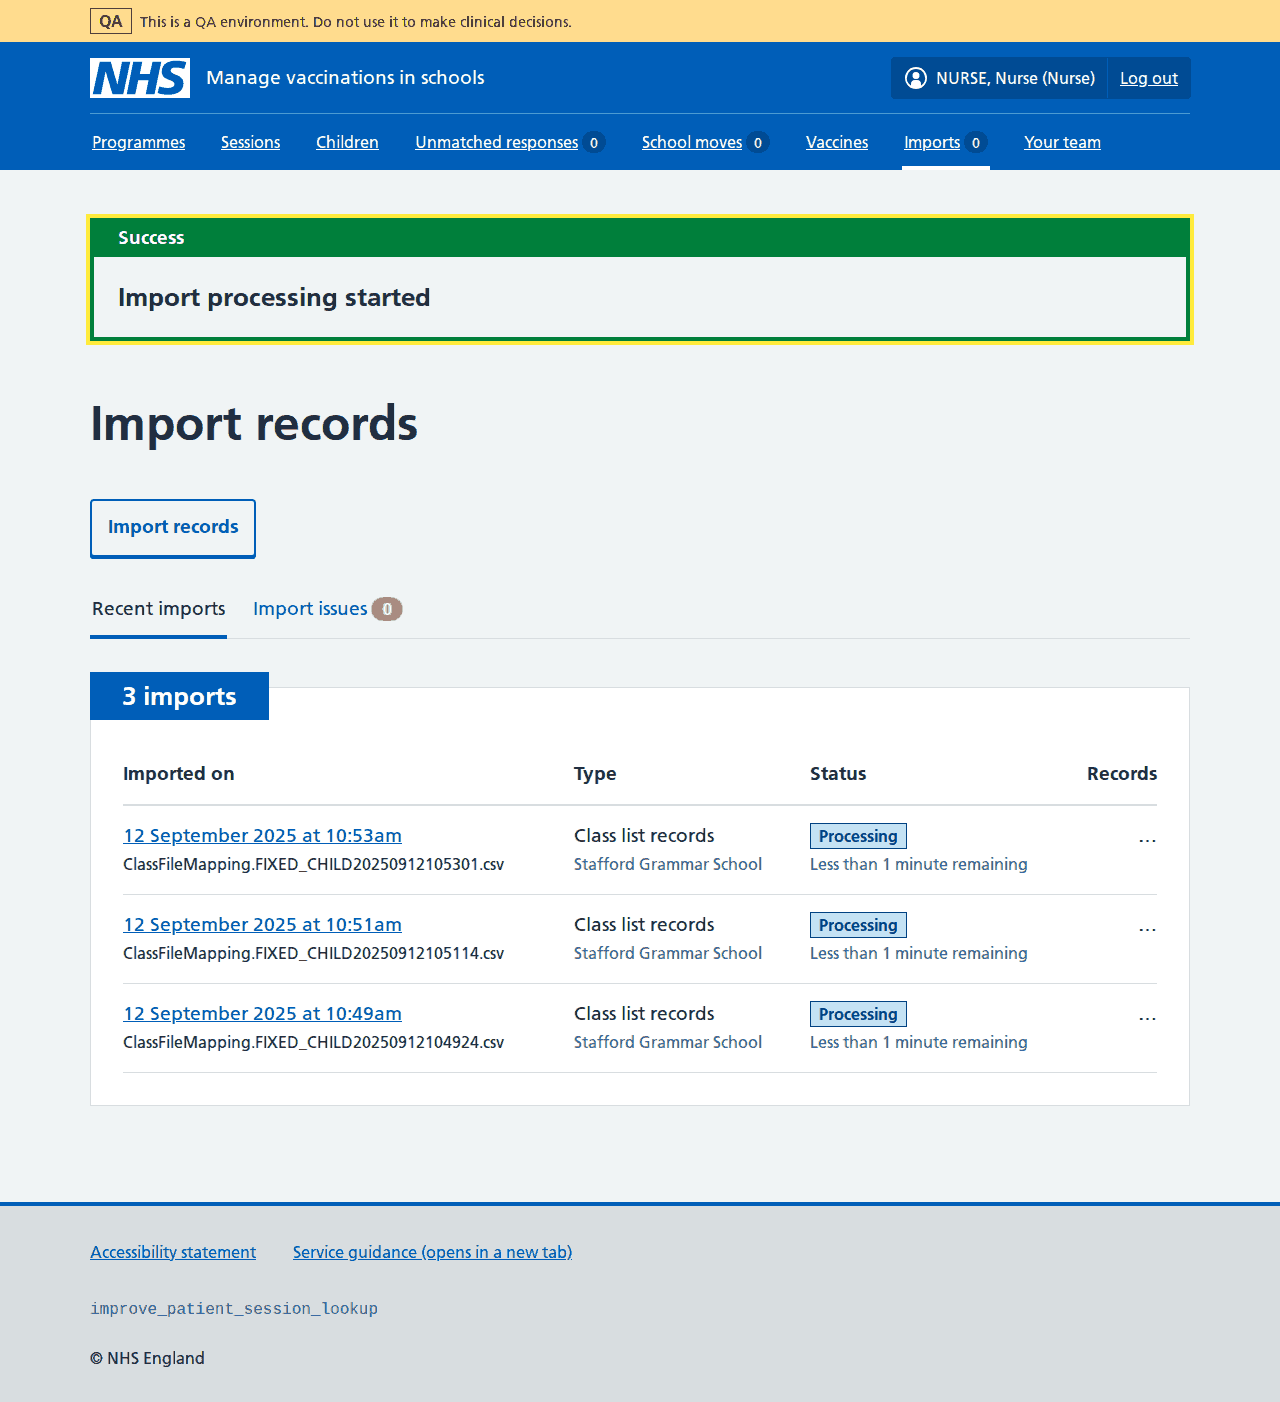 QA This is a QA environment. Do not use it to make clinical decisions.
NHS Manage vaccinations in schools NURSE, Nurse (Nurse) Log out
Programmes Sessions Children Unmatched responses 0 School moves 0 Vaccines Imports 0 Your team
Success
Import processing started
Import records
Import records
Recent imports Import issues 0
3 imports
Imported on Type Status Records
12 September 2025 at 10:53am Class list records Processing ...
ClassFileMapping.FIXED_CHILD20250912105301.csv Stafford Grammar School Less than 1 minute remaining
12 September 2025 at 10:51am Class list records Processing ...
ClassFileMapping.FIXED_CHILD20250912105114.csv Stafford Grammar School Less than 1 minute remaining
12 September 2025 at 10:49am Class list records Processing ...
ClassFileMapping.FIXED_CHILD20250912104924.csv Stafford Grammar School Less than 1 minute remaining
Accessibility statement Service guidance (opens in a new tab)
improve_patient_session_lookup
© NHS England